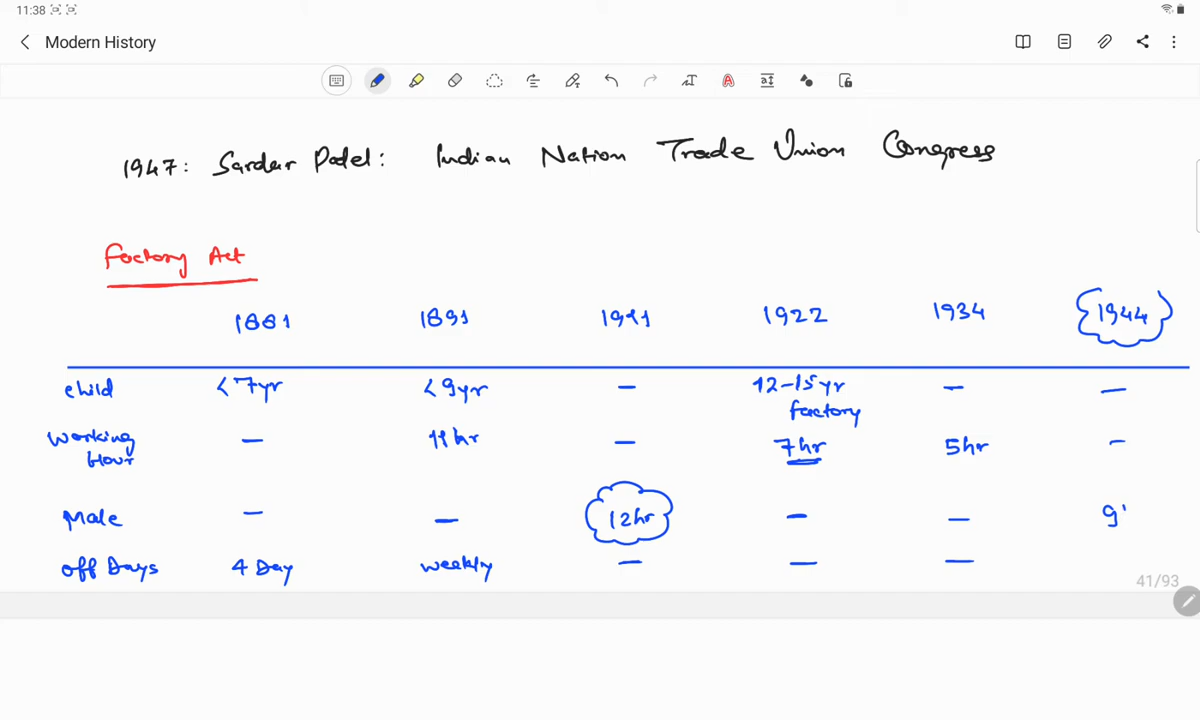 11:38
Modern History
1947: Sardar Patel: Indian Nation Trade Union Congress
Factory Act
1881 1891 1911 1922 1934 {1944}
child <7yr <9yr — 12-15yr factory — —
Working Hour — 11hr — 7hr 5hr —
Male — — 12hr — — 9'
off Days 4 Day weekly — — —
41/93